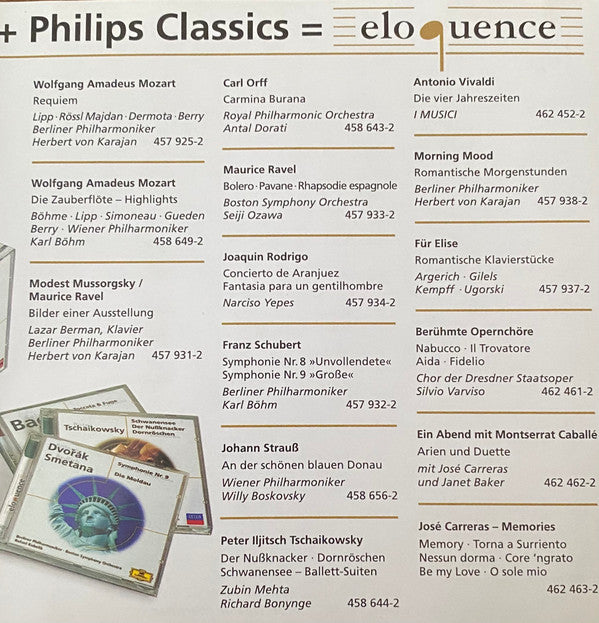 + Philips Classics = eloquence
Wolfgang Amadeus Mozart
Requiem
Lipp · Rössl Majdan · Dermota · Berry
Berliner Philharmoniker
Herbert von Karajan 457 925-2
Wolfgang Amadeus Mozart
Die Zauberflöte – Highlights
Böhme · Lipp · Simoneau · Gueden
Berry · Wiener Philharmoniker
Karl Böhm 458 649-2
Modest Mussorgsky /
Maurice Ravel
Bilder einer Ausstellung
Lazar Berman, Klavier
Berliner Philharmoniker
Herbert von Karajan 457 931-2
Tschaikowsky
Schwanensee
Der Nußknacker
Dornröschen
Dvořák
Smetana
Symphonie Nr. 9
Die Moldau
eloquence
Berliner Philharmoniker · Boston Symphony Orchestra
Rafael Kubelik
DECCA
Carl Orff
Carmina Burana
Royal Philharmonic Orchestra
Antal Dorati 458 643-2
Maurice Ravel
Bolero · Pavane · Rhapsodie espagnole
Boston Symphony Orchestra
Seiji Ozawa 457 933-2
Joaquin Rodrigo
Concierto de Aranjuez
Fantasia para un gentilhombre
Narciso Yepes 457 934-2
Franz Schubert
Symphonie Nr. 8 »Unvollendete«
Symphonie Nr. 9 »Große«
Berliner Philharmoniker
Karl Böhm 457 932-2
Johann Strauß
An der schönen blauen Donau
Wiener Philharmoniker
Willy Boskovsky 458 656-2
Peter Iljitsch Tschaikowsky
Der Nußknacker · Dornröschen
Schwanensee – Ballett-Suiten
Zubin Mehta
Richard Bonynge 458 644-2
Antonio Vivaldi
Die vier Jahreszeiten
I MUSICI 462 452-2
Morning Mood
Romantische Morgenstunden
Berliner Philharmoniker
Herbert von Karajan 457 938-2
Für Elise
Romantische Klavierstücke
Argerich · Gilels
Kempff · Ugorski 457 937-2
Berühmte Opernchöre
Nabucco · Il Trovatore
Aida · Fidelio
Chor der Dresdner Staatsoper
Silvio Varviso 462 461-2
Ein Abend mit Montserrat Caballé
Arien und Duette
mit José Carreras
und Janet Baker 462 462-2
José Carreras – Memories
Memory · Torna a Surriento
Nessun dorma · Core 'ngrato
Be my Love · O sole mio
462 463-2